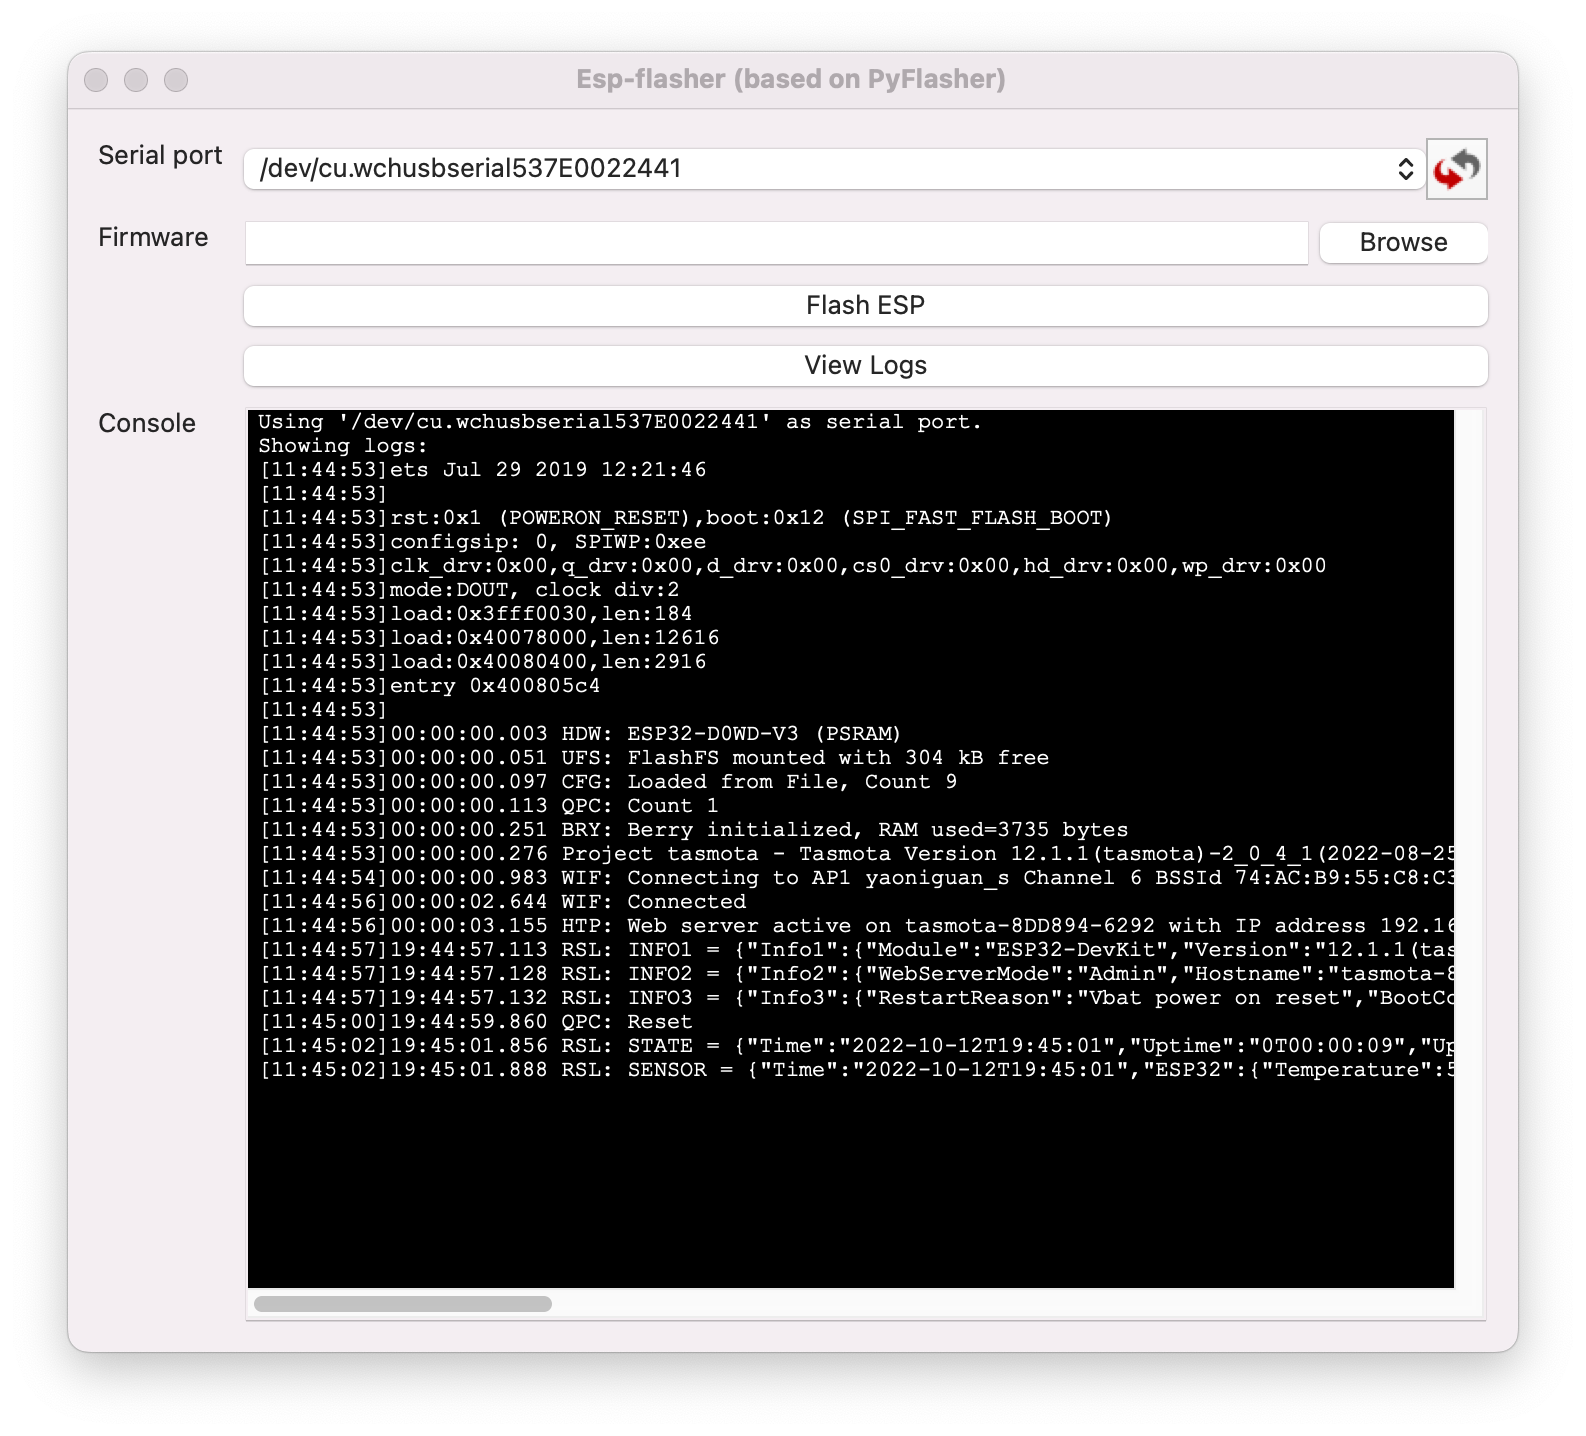 Esp-flasher (based on PyFlasher)
Serial port
/dev/cu.wchusbserial537E0022441
Firmware
Browse
Flash ESP
View Logs
Console
Using '/dev/cu.wchusbserial537E0022441' as serial port.
Showing logs:
[11:44:53]ets Jul 29 2019 12:21:46
[11:44:53]
[11:44:53]rst:0x1 (POWERON_RESET),boot:0x12 (SPI_FAST_FLASH_BOOT)
[11:44:53]configsip: 0, SPIWP:0xee
[11:44:53]clk_drv:0x00,q_drv:0x00,d_drv:0x00,cs0_drv:0x00,hd_drv:0x00,wp_drv:0x00
[11:44:53]mode:DOUT, clock div:2
[11:44:53]load:0x3fff0030,len:184
[11:44:53]load:0x40078000,len:12616
[11:44:53]load:0x40080400,len:2916
[11:44:53]entry 0x400805c4
[11:44:53]
[11:44:53]00:00:00.003 HDW: ESP32-D0WD-V3 (PSRAM)
[11:44:53]00:00:00.051 UFS: FlashFS mounted with 304 kB free
[11:44:53]00:00:00.097 CFG: Loaded from File, Count 9
[11:44:53]00:00:00.113 QPC: Count 1
[11:44:53]00:00:00.251 BRY: Berry initialized, RAM used=3735 bytes
[11:44:53]00:00:00.276 Project tasmota - Tasmota Version 12.1.1(tasmota)-2_0_4_1(2022-08-25
[11:44:54]00:00:00.983 WIF: Connecting to AP1 yaoniguan_s Channel 6 BSSId 74:AC:B9:55:C8:C3
[11:44:56]00:00:02.644 WIF: Connected
[11:44:56]00:00:03.155 HTP: Web server active on tasmota-8DD894-6292 with IP address 192.16
[11:44:57]19:44:57.113 RSL: INFO1 = {"Info1":{"Module":"ESP32-DevKit","Version":"12.1.1(tas
[11:44:57]19:44:57.128 RSL: INFO2 = {"Info2":{"WebServerMode":"Admin","Hostname":"tasmota-8
[11:44:57]19:44:57.132 RSL: INFO3 = {"Info3":{"RestartReason":"Vbat power on reset","BootCo
[11:45:00]19:44:59.860 QPC: Reset
[11:45:02]19:45:01.856 RSL: STATE = {"Time":"2022-10-12T19:45:01","Uptime":"0T00:00:09","Up
[11:45:02]19:45:01.888 RSL: SENSOR = {"Time":"2022-10-12T19:45:01","ESP32":{"Temperature":5